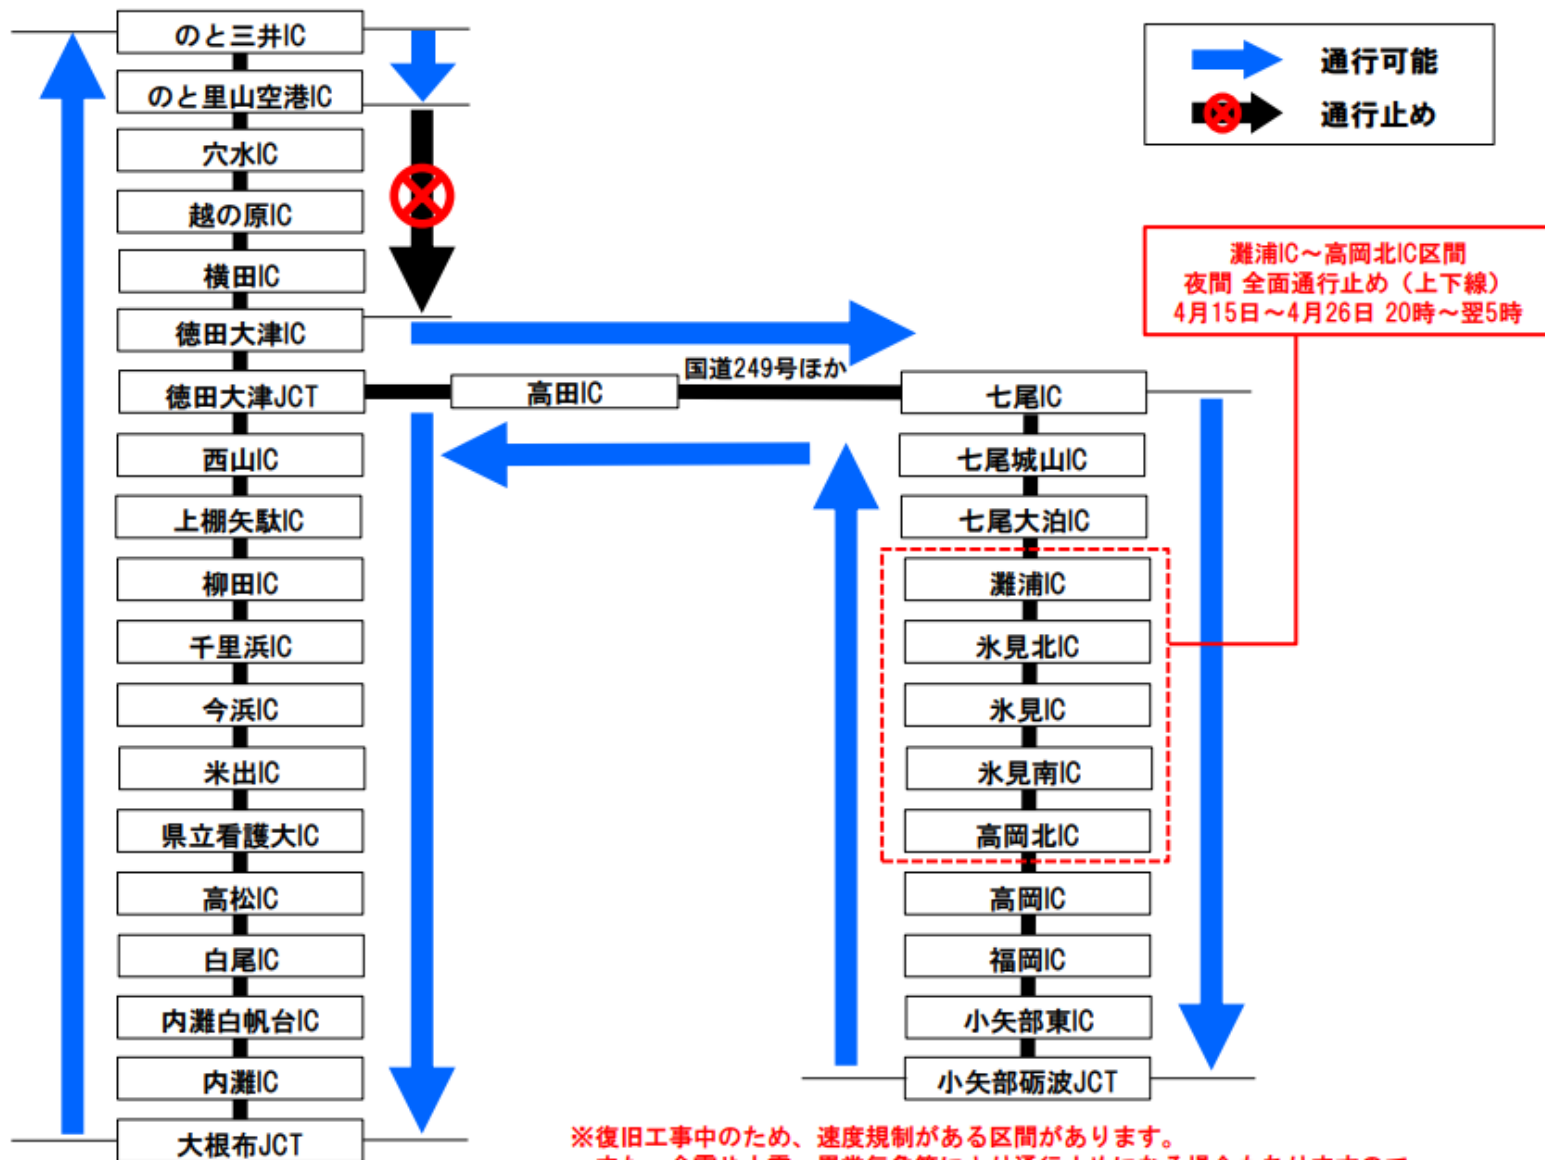 のと三井IC
のと里山空港IC
穴水IC
越の原IC
横田IC
徳田大津IC
徳田大津JCT
西山IC
上棚矢駄IC
柳田IC
千里浜IC
今浜IC
米出IC
県立看護大IC
高松IC
白尾IC
内灘白帆台IC
内灘IC
大根布JCT
高田IC
国道249号ほか
七尾IC
七尾城山IC
七尾大泊IC
灘浦IC
氷見北IC
氷見IC
氷見南IC
高岡北IC
高岡IC
福岡IC
小矢部東IC
小矢部砺波JCT
通行可能
通行止め
灘浦IC～高岡北IC区間
夜間 全面通行止め（上下線）
4月15日～4月26日 20時～翌5時
※復旧工事中のため、速度規制がある区間があります。